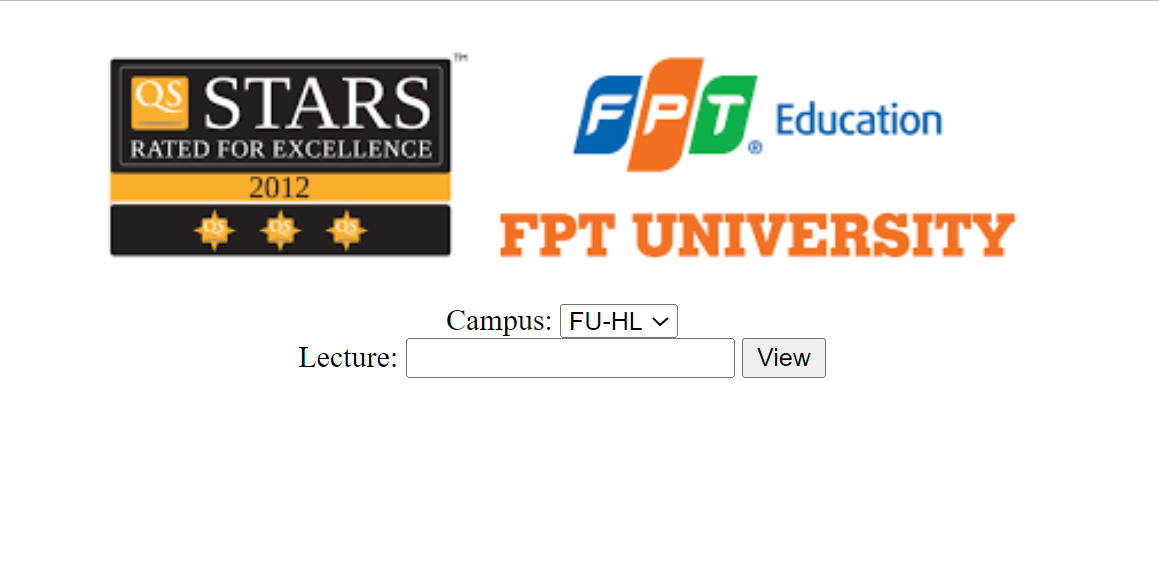 QS STARS™
RATED FOR EXCELLENCE
2012
QS QS QS
FPT® Education
FPT UNIVERSITY
Campus: FU-HL
Lecture: View